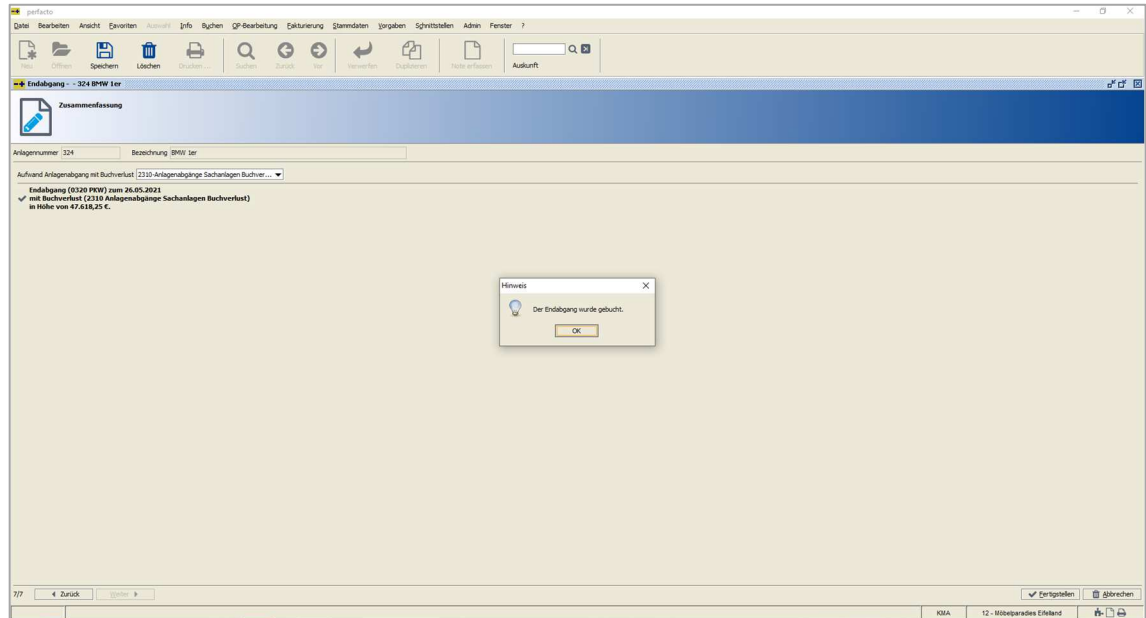 perfacto
Datei Bearbeiten Ansicht Favoriten Auswahl Info Buchen OP-Bearbeitung Fakturierung Stammdaten Vorgaben Schnittstellen Admin Fenster ?
Neu Öffnen Speichern Löschen Drucken ... Suchen Zurück Vor Verwerfen Duplizieren Note erfassen Auskunft
Endabgang - - 324 BMW 1er
Zusammenfassung
Anlagennummer 324 Bezeichnung BMW 1er
Aufwand Anlagenabgang mit Buchverlust 2310-Anlagenabgänge Sachanlagen Buchver...
Endabgang (0320 PKW) zum 26.05.2021
mit Buchverlust (2310 Anlagenabgänge Sachanlagen Buchverlust)
in Höhe von 47.618,25 €.
Hinweis
Der Endabgang wurde gebucht.
OK
7/7 Zurück Weiter Fertigstellen Abbrechen
KMA 12 - Möbelparadies Eifelland